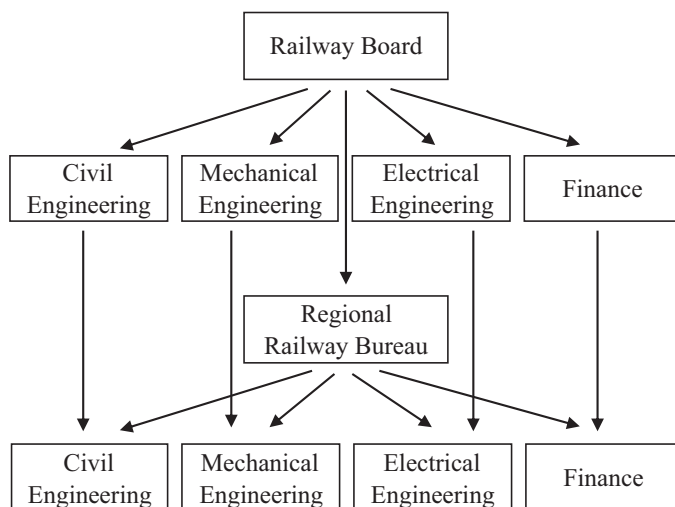 Railway Board
Civil
Engineering
Mechanical
Engineering
Electrical
Engineering
Finance
Regional
Railway Bureau
Civil
Engineering
Mechanical
Engineering
Electrical
Engineering
Finance